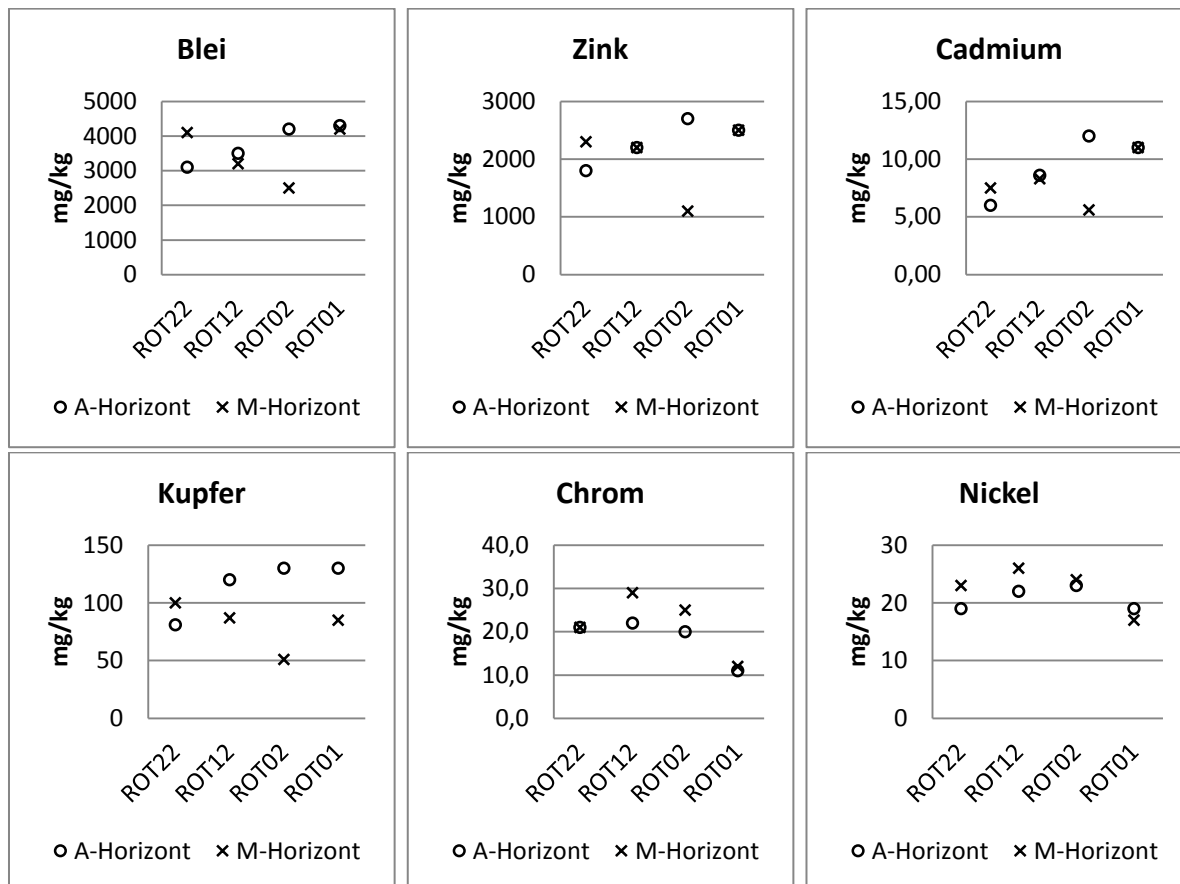 Blei
mg/kg
5000
4000
3000
2000
1000
0
ROT22
ROT12
ROT02
ROT01
A-Horizont
M-Horizont
Zink
mg/kg
3000
2000
1000
0
ROT22
ROT12
ROT02
ROT01
A-Horizont
M-Horizont
Cadmium
mg/kg
15,00
10,00
5,00
0,00
ROT22
ROT12
ROT02
ROT01
A-Horizont
M-Horizont
Kupfer
mg/kg
150
100
50
0
ROT22
ROT12
ROT02
ROT01
A-Horizont
M-Horizont
Chrom
mg/kg
40,0
30,0
20,0
10,0
0,0
ROT22
ROT12
ROT02
ROT01
A-Horizont
M-Horizont
Nickel
mg/kg
30
20
10
0
ROT22
ROT12
ROT02
ROT01
A-Horizont
M-Horizont